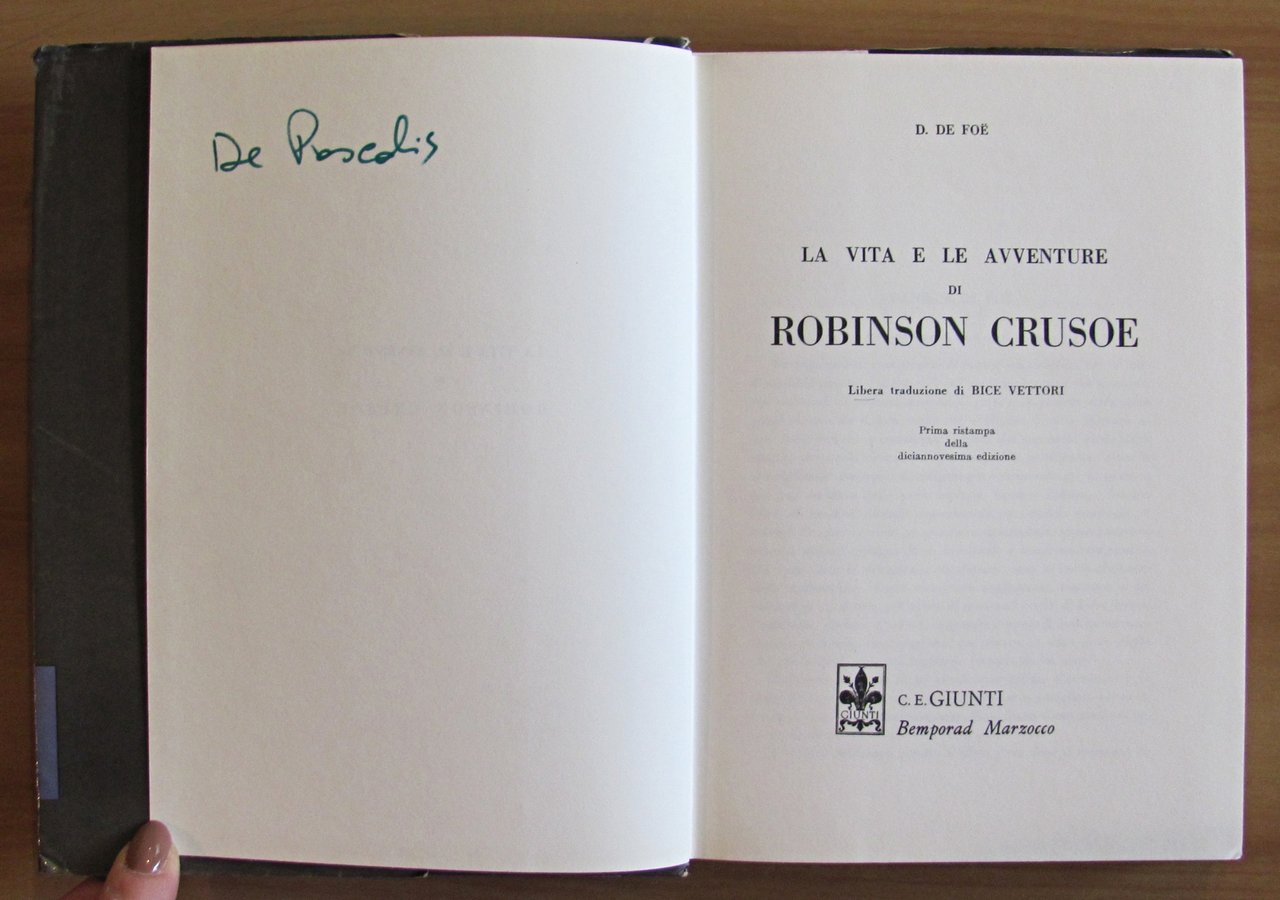 De Pascalis
D. DE FOË
LA VITA E LE AVVENTURE
DI
ROBINSON CRUSOE
Libera traduzione di BICE VETTORI
Prima ristampa
della
diciannovesima edizione
GIUNTI
C. E. GIUNTI
Bemporad Marzocco